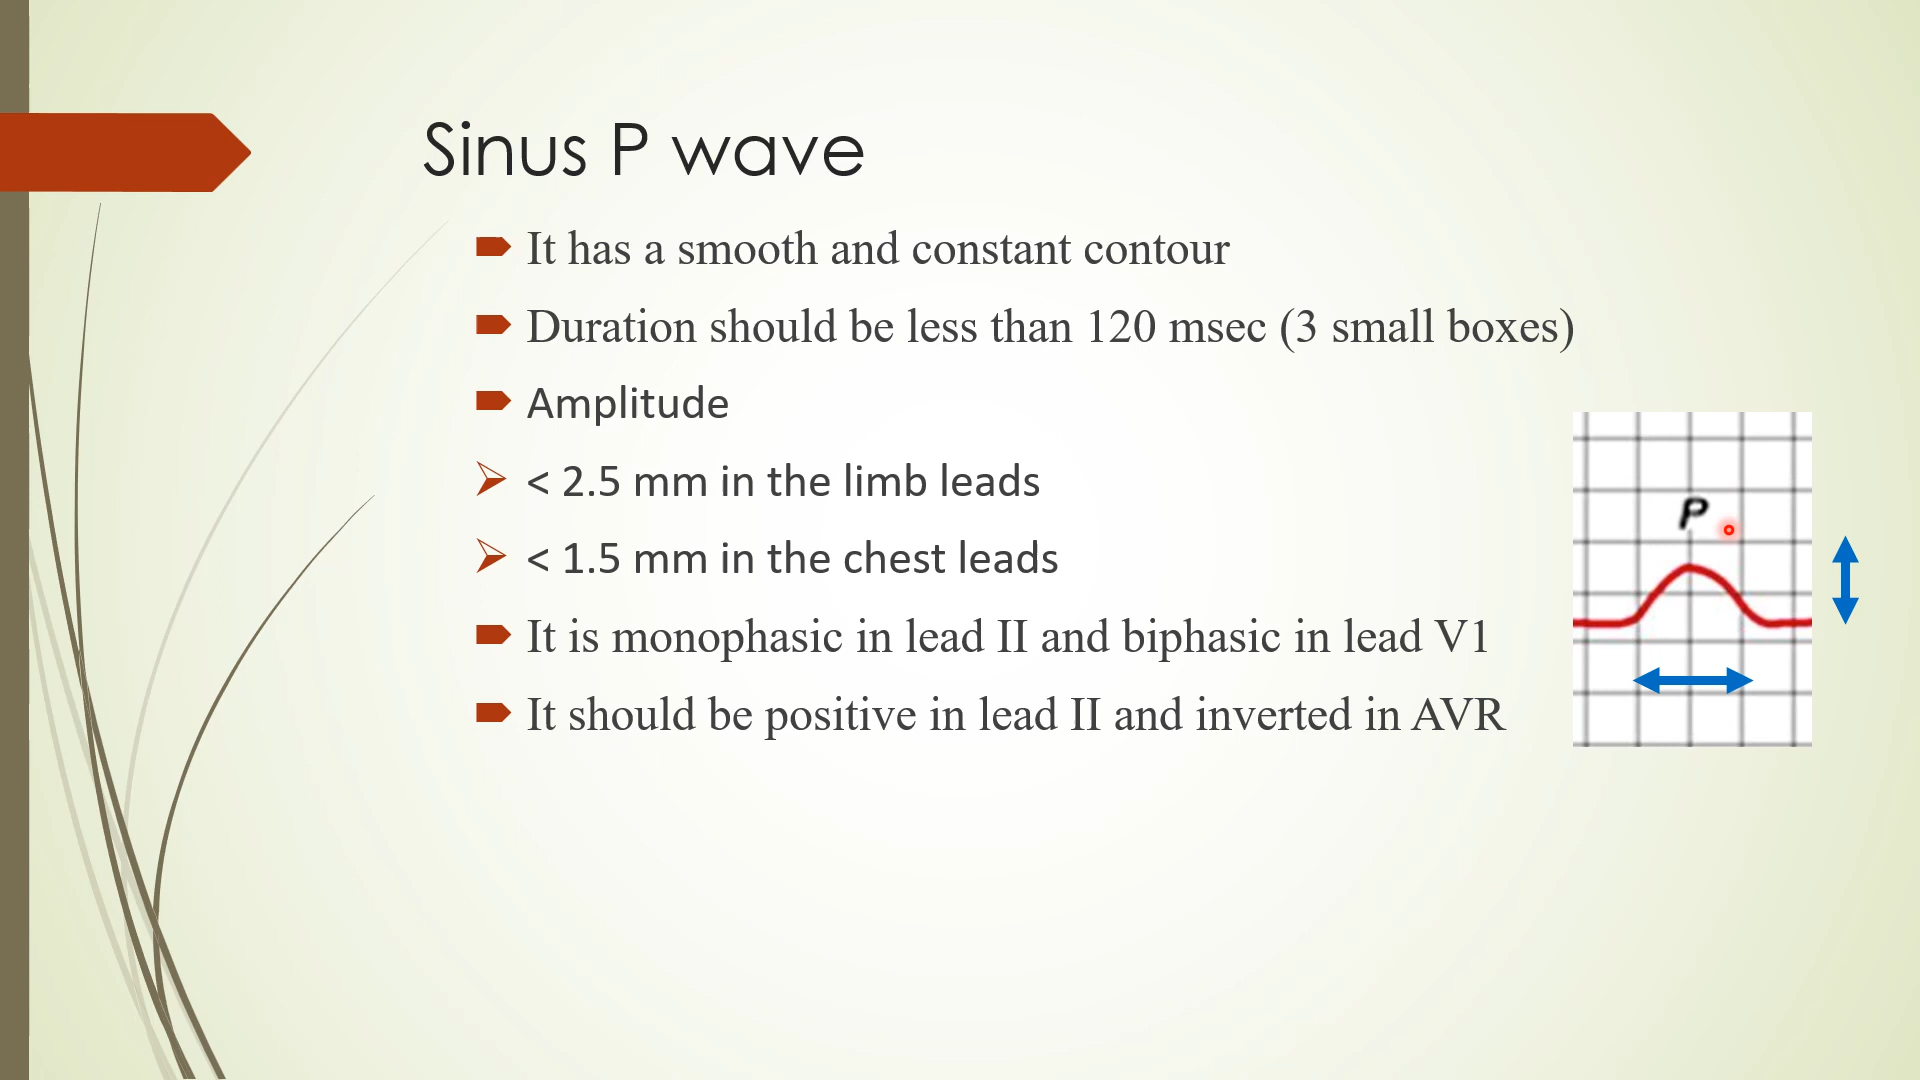 Sinus P wave
It has a smooth and constant contour
Duration should be less than 120 msec (3 small boxes)
Amplitude
< 2.5 mm in the limb leads
< 1.5 mm in the chest leads
It is monophasic in lead II and biphasic in lead V1
It should be positive in lead II and inverted in AVR
P